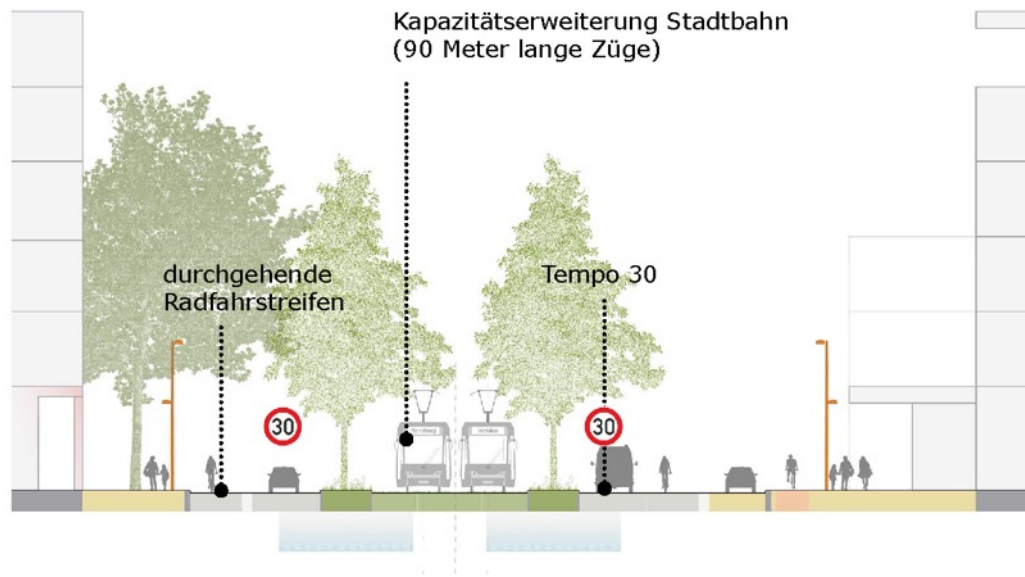 Kapazitätserweiterung Stadtbahn
(90 Meter lange Züge)
durchgehende
Radfahrstreifen
Tempo 30
30
30